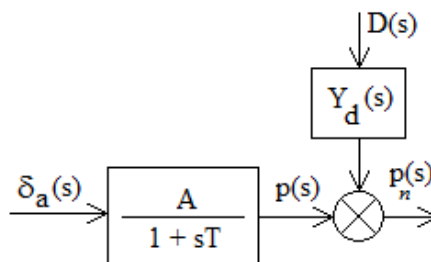 D(s)
Y_d(s)
δ_a(s)
A
1 + sT
p(s)
p_n(s)